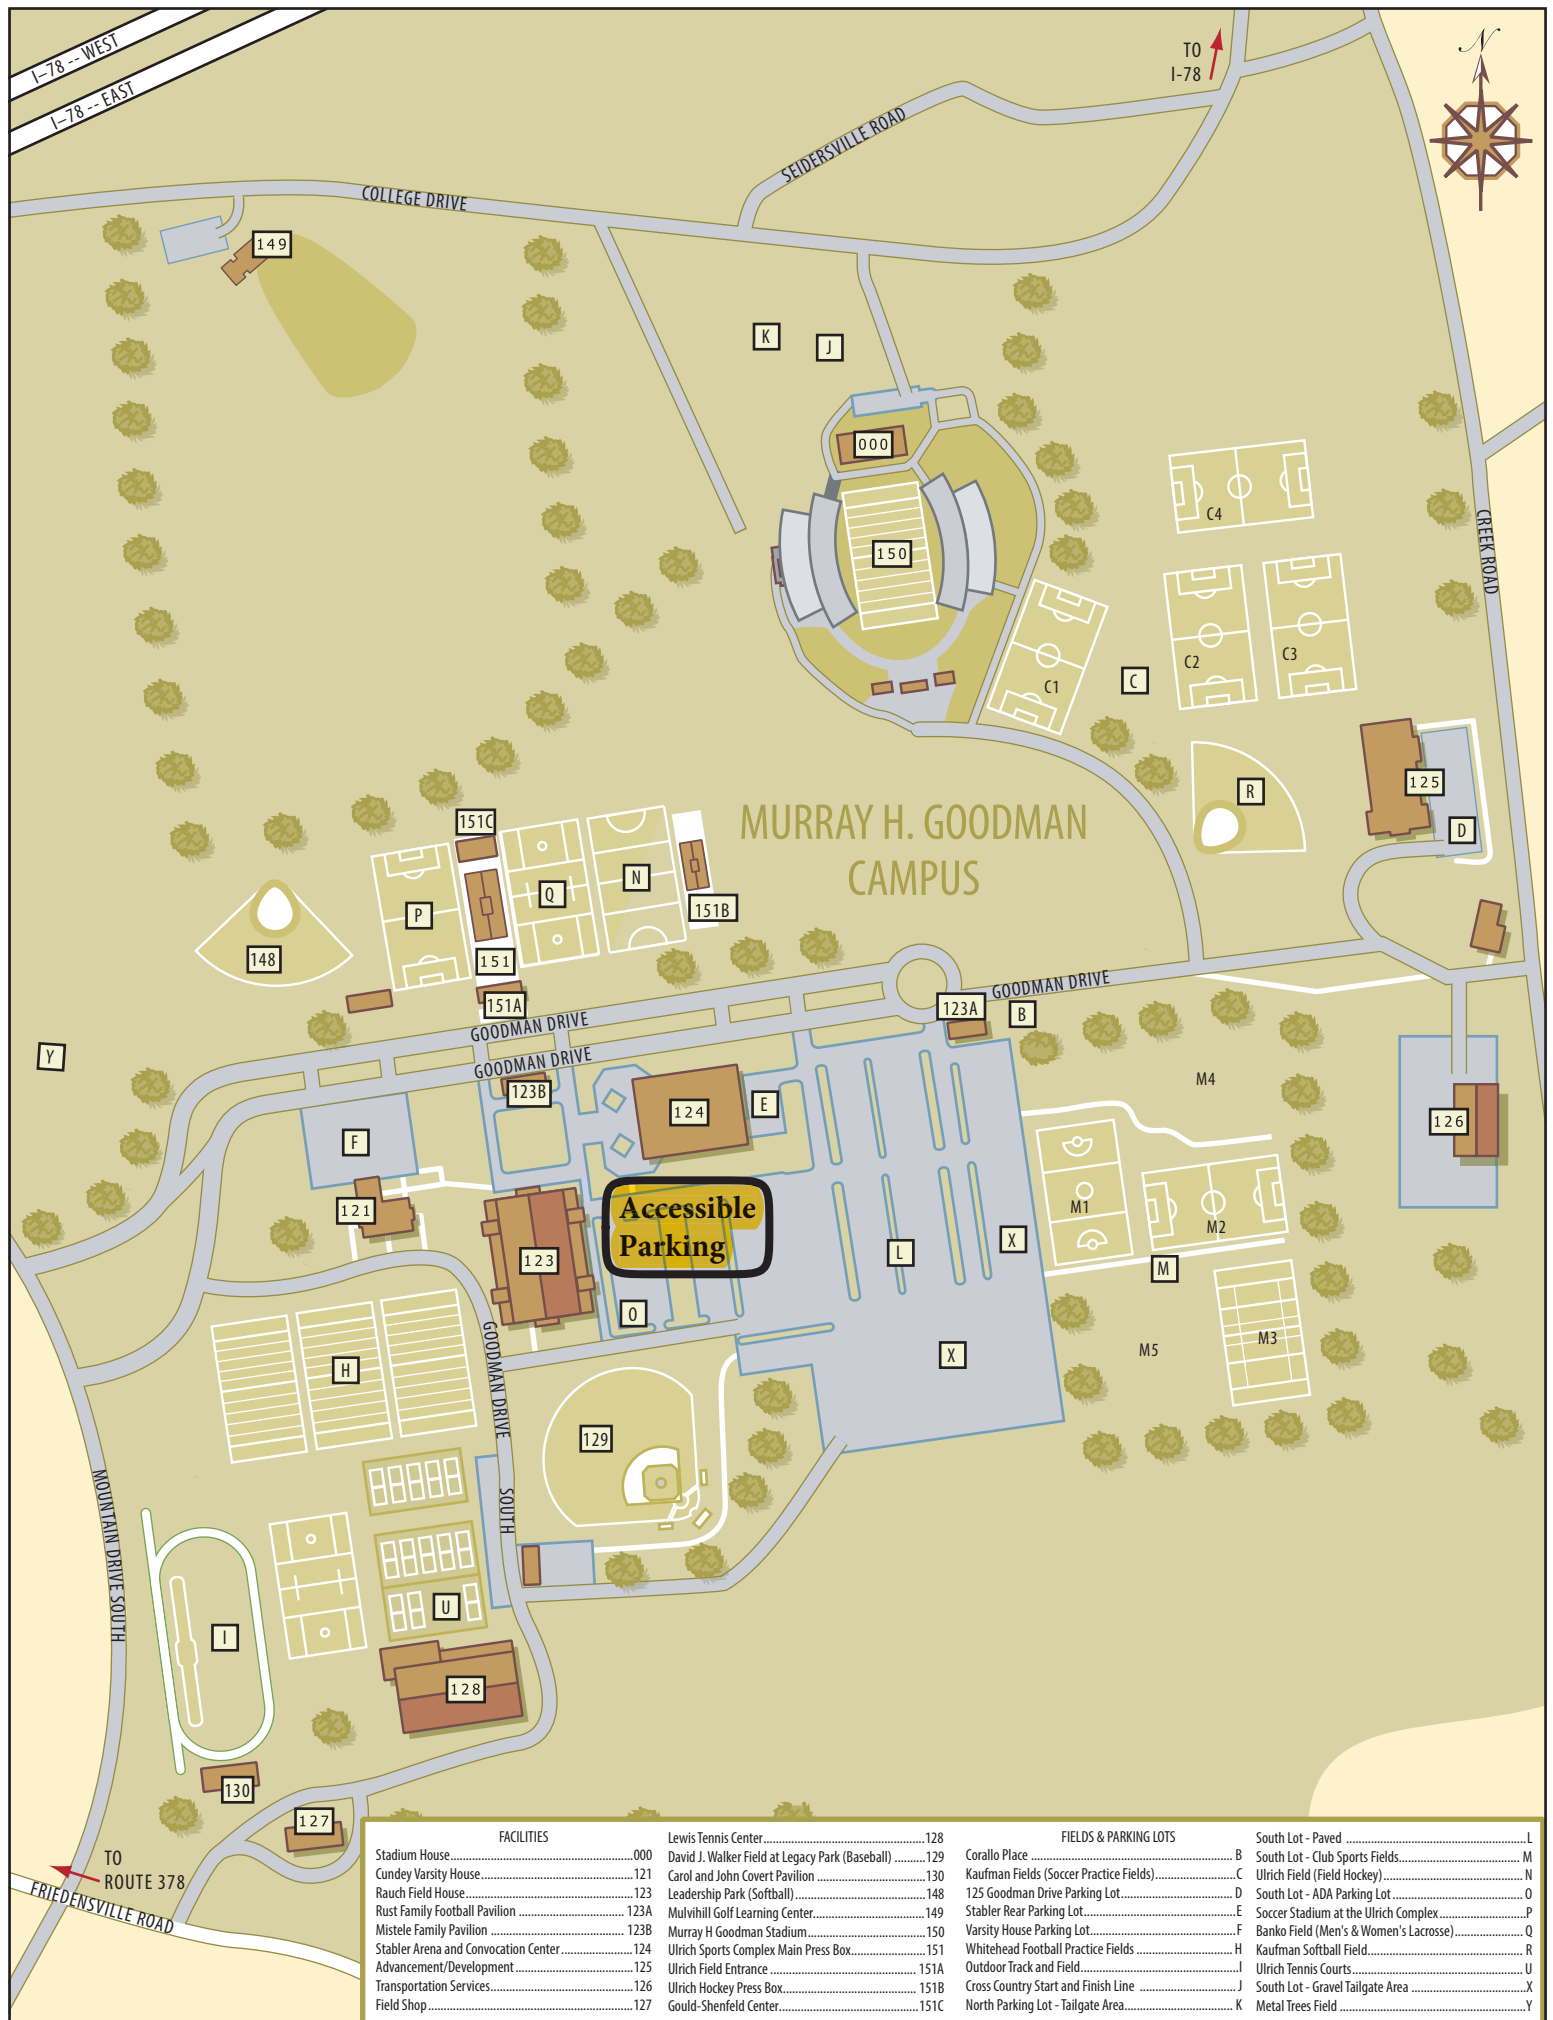 I–78 -- WEST
I–78 -- EAST
TO
I-78
N
SEIDERSVILLE ROAD
COLLEGE DRIVE
149
K
J
000
150
C4
CREEK ROAD
C2
C3
C
C1
125
R
D
MURRAY H. GOODMAN
CAMPUS
151C
P
Q
N
151B
148
151
151A
GOODMAN DRIVE
GOODMAN DRIVE
GOODMAN DRIVE
123A
B
Y
123B
124
E
F
M4
126
121
Accessible
Parking
M1
M2
123
L
X
M
O
H
X
M5
M3
GOODMAN DRIVE
SOUTH
129
MOUNTAIN DRIVE SOUTH
U
I
128
130
127
TO
ROUTE 378
FRIEDENSVILLE ROAD
FACILITIES
Stadium House 000
Cundey Varsity House 121
Rauch Field House 123
Rust Family Football Pavilion 123A
Mistele Family Pavilion 123B
Stabler Arena and Convocation Center 124
Advancement/Development 125
Transportation Services 126
Field Shop 127
Lewis Tennis Center 128
David J. Walker Field at Legacy Park (Baseball) 129
Carol and John Covert Pavilion 130
Leadership Park (Softball) 148
Mulvihill Golf Learning Center 149
Murray H Goodman Stadium 150
Ulrich Sports Complex Main Press Box 151
Ulrich Field Entrance 151A
Ulrich Hockey Press Box 151B
Gould-Shenfeld Center 151C
FIELDS & PARKING LOTS
Corallo Place B
Kaufman Fields (Soccer Practice Fields) C
125 Goodman Drive Parking Lot D
Stabler Rear Parking Lot E
Varsity House Parking Lot F
Whitehead Football Practice Fields H
Outdoor Track and Field I
Cross Country Start and Finish Line J
North Parking Lot - Tailgate Area K
South Lot - Paved L
South Lot - Club Sports Fields M
Ulrich Field (Field Hockey) N
South Lot - ADA Parking Lot O
Soccer Stadium at the Ulrich Complex P
Banko Field (Men's & Women's Lacrosse) Q
Kaufman Softball Field R
Ulrich Tennis Courts U
South Lot - Gravel Tailgate Area X
Metal Trees Field Y